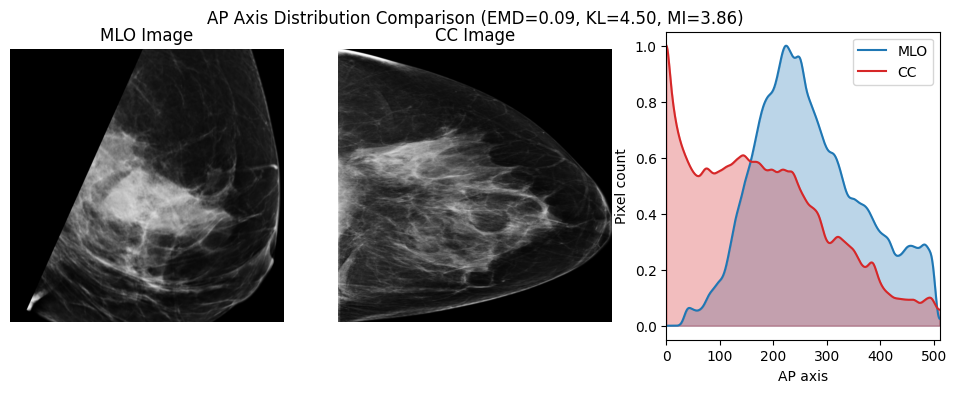 AP Axis Distribution Comparison (EMD=0.09, KL=4.50, MI=3.86)
MLO Image
CC Image
MLO
CC
1.0
0.8
0.6
0.4
0.2
0.0
Pixel count
0 100 200 300 400 500
AP axis